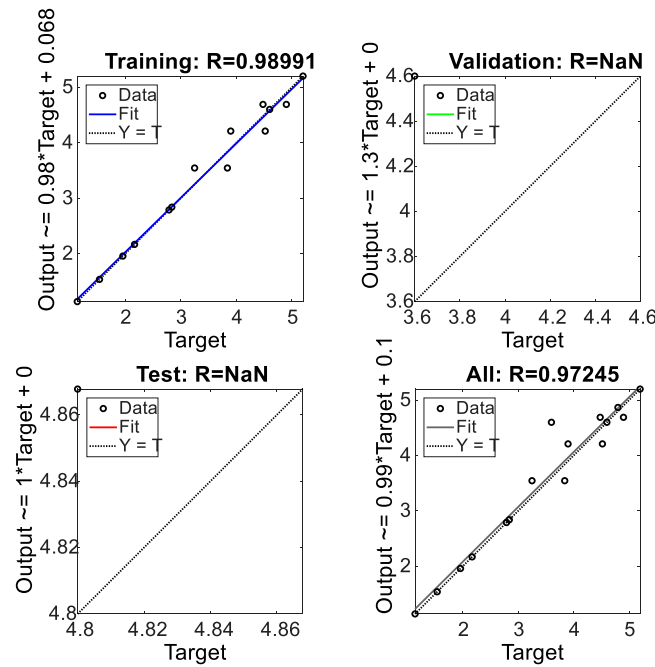 Training: R=0.98991
Output ~= 0.98*Target + 0.068
5
4
3
2
Data
Fit
Y = T
2
3
4
5
Target
Validation: R=NaN
Output ~= 1.3*Target + 0
4.6
4.4
4.2
4
3.8
3.6
Data
Fit
Y = T
3.6
3.8
4
4.2
4.4
4.6
Target
Test: R=NaN
Output ~= 1*Target + 0
4.86
4.84
4.82
4.8
Data
Fit
Y = T
4.8
4.82
4.84
4.86
Target
All: R=0.97245
Output ~= 0.99*Target + 0.1
5
4
3
2
Data
Fit
Y = T
2
3
4
5
Target